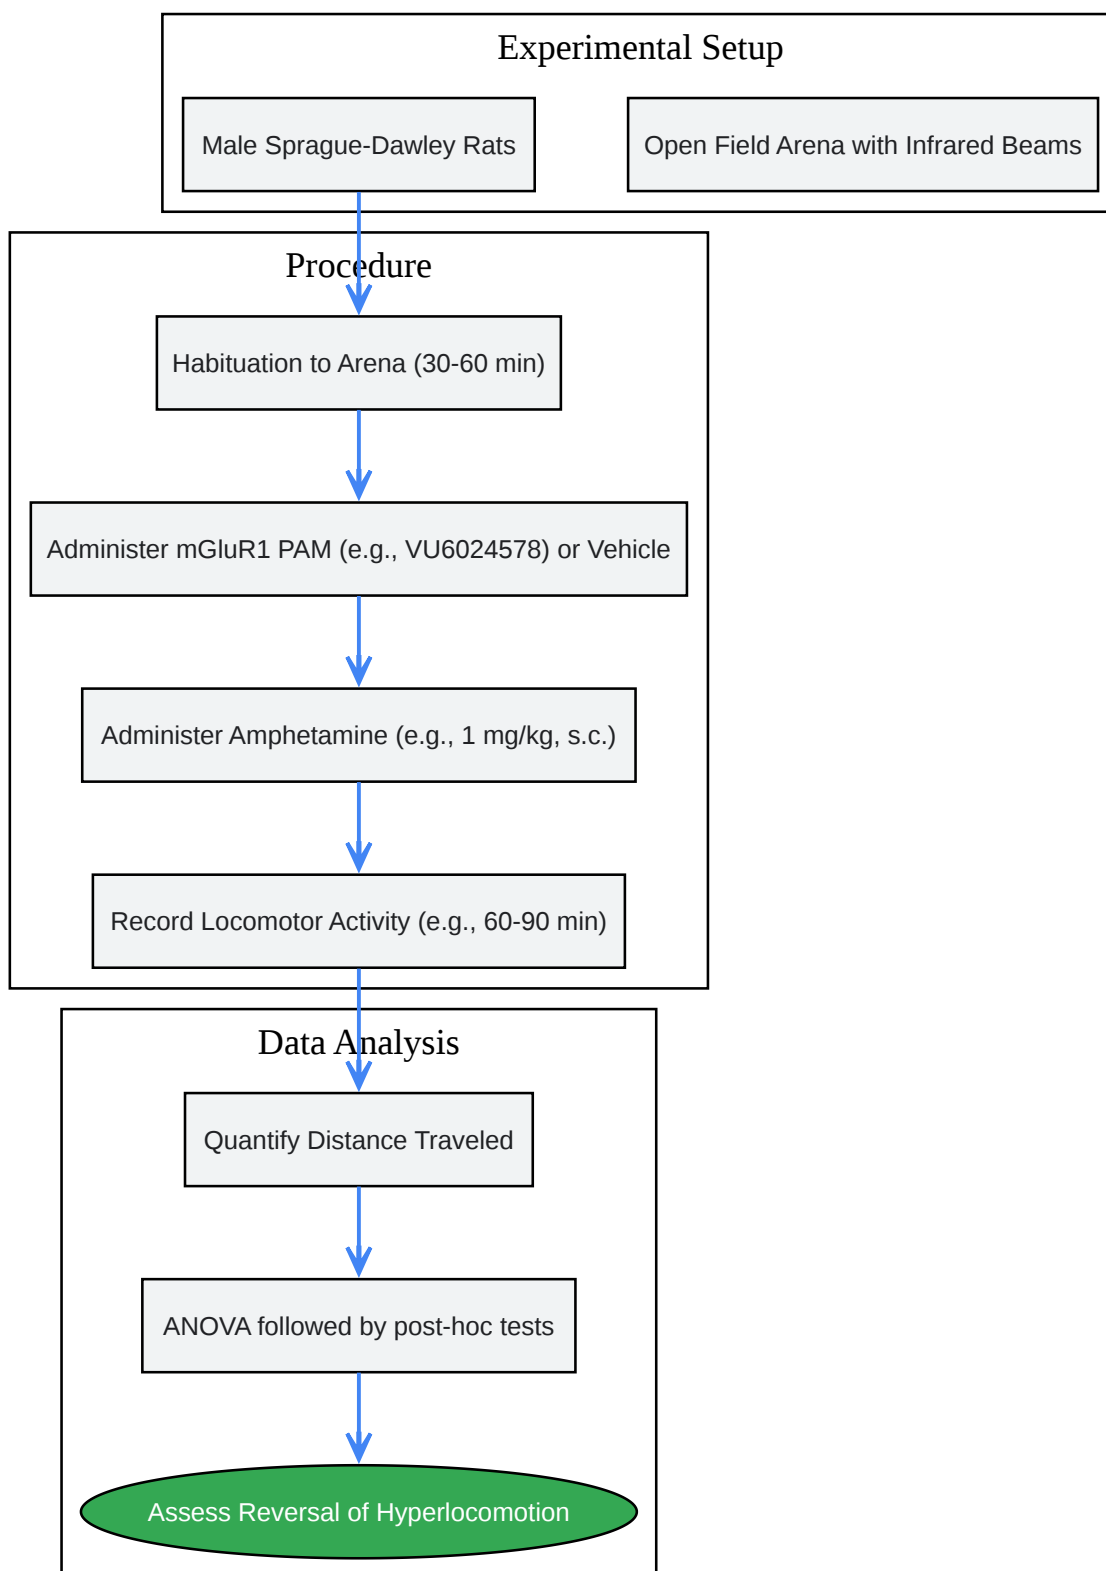 Experimental Setup
Male Sprague-Dawley Rats
Open Field Arena with Infrared Beams
Procedure
Habituation to Arena (30-60 min)
Administer mGluR1 PAM (e.g., VU6024578) or Vehicle
Administer Amphetamine (e.g., 1 mg/kg, s.c.)
Record Locomotor Activity (e.g., 60-90 min)
Data Analysis
Quantify Distance Traveled
ANOVA followed by post-hoc tests
Assess Reversal of Hyperlocomotion